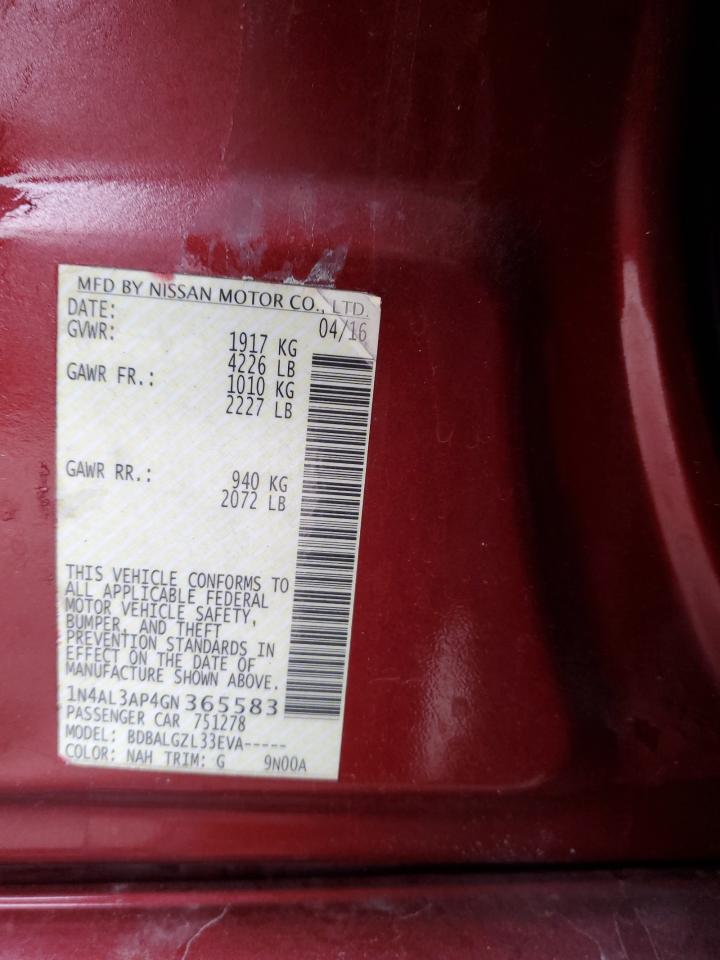 MFD BY NISSAN MOTOR CO., LTD.
DATE: 04/16
GVWR: 1917 KG
4226 LB
GAWR FR.: 1010 KG
2227 LB
GAWR RR.: 940 KG
2072 LB
THIS VEHICLE CONFORMS TO
ALL APPLICABLE FEDERAL
MOTOR VEHICLE SAFETY,
BUMPER, AND THEFT
PREVENTION STANDARDS IN
EFFECT ON THE DATE OF
MANUFACTURE SHOWN ABOVE.
1N4AL3AP4GN365583
PASSENGER CAR 751278
MODEL: BDBALGZL33EVA-----
COLOR: NAH TRIM: G 9N00A